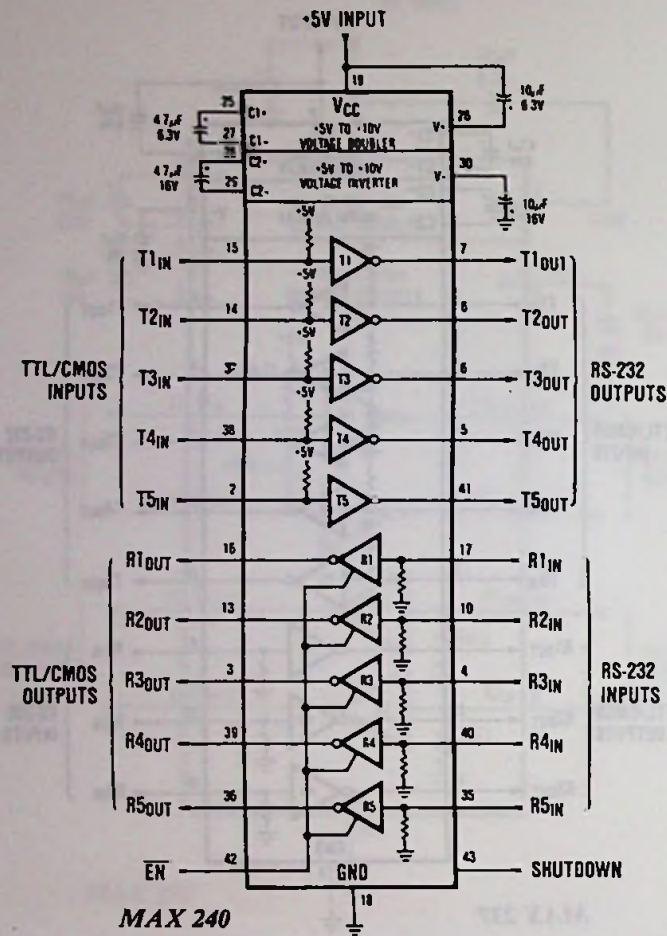 +5V INPUT
19
25 C1+ VCC
4.7µF 6.3V
+5V TO +10V
VOLTAGE DOUBLER
V+ 26
10µF
6.3V
27 C1-
28 C2+
4.7µF
16V
C2-
+5V TO -10V
VOLTAGE INVERTER
V- 30
10µF
16V
+5V
T1IN 15 T1 7 T1OUT
+5V
T2IN 14 T2 T2OUT
+5V
T3IN T3 6 T3OUT
+5V
T4IN 38 T4 5 T4OUT
+5V
T5IN 2 T5 41 T5OUT
TTL/CMOS
INPUTS
RS-232
OUTPUTS
R1OUT 16 R1 17 R1IN
R2OUT 13 R2 10 R2IN
R3OUT 3 R3 4 R3IN
R4OUT 39 R4 40 R4IN
R5OUT 36 R5 35 R5IN
TTL/CMOS
OUTPUTS
RS-232
INPUTS
EN 42 GND 43 SHUTDOWN
18
MAX 240